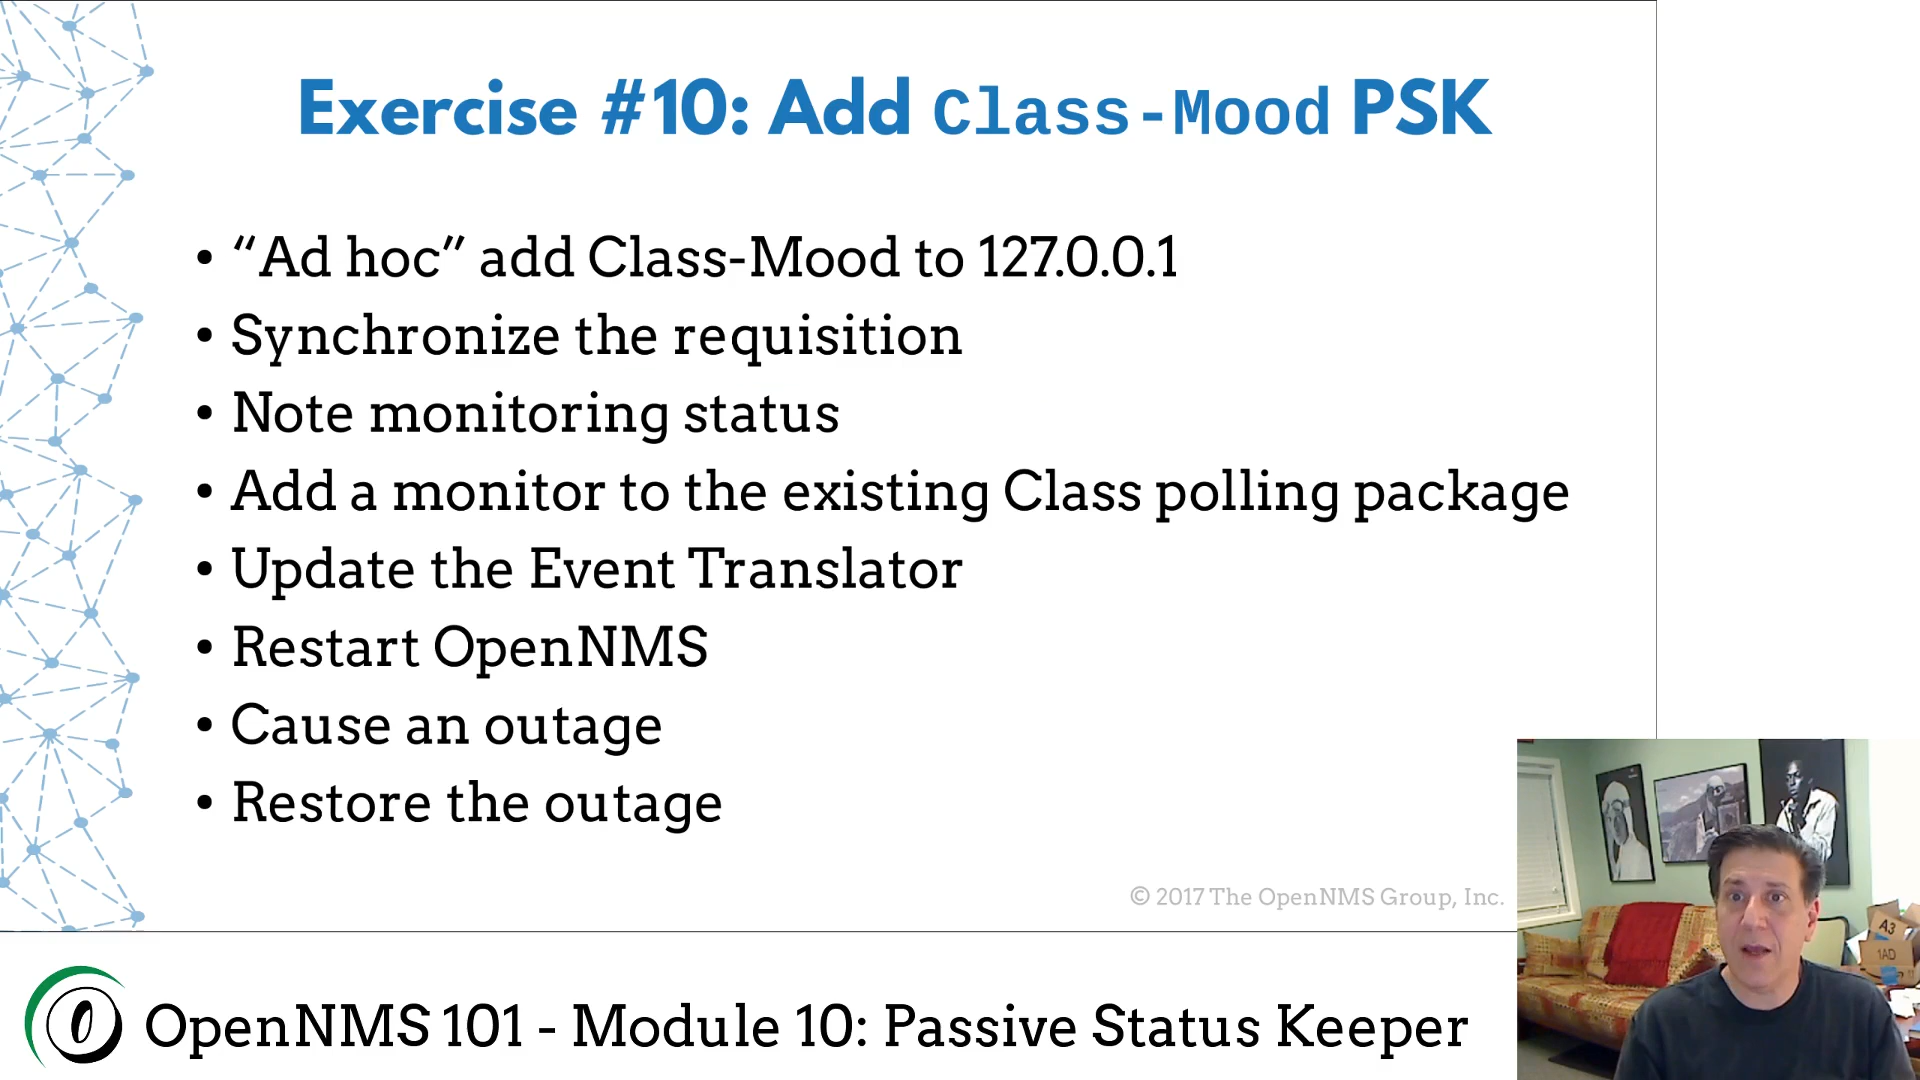 Exercise #10: Add Class-Mood PSK
• “Ad hoc” add Class-Mood to 127.0.0.1
• Synchronize the requisition
• Note monitoring status
• Add a monitor to the existing Class polling package
• Update the Event Translator
• Restart OpenNMS
• Cause an outage
• Restore the outage
© 2017 The OpenNMS Group, Inc.
A3
1AD
OpenNMS 101 - Module 10: Passive Status Keeper